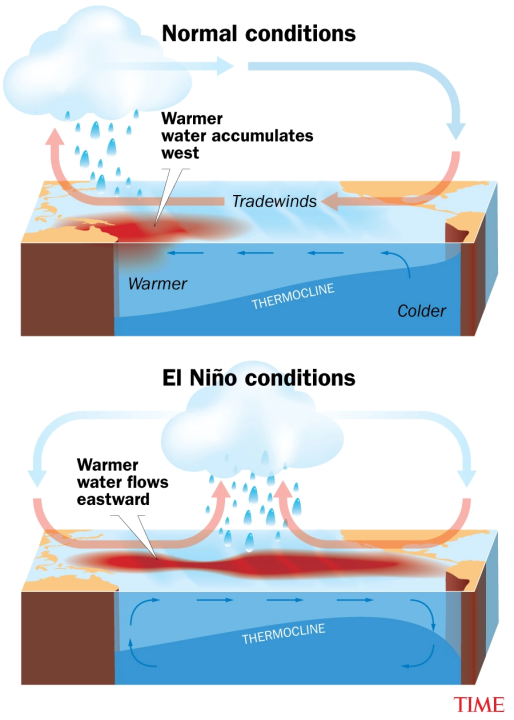 Normal conditions
Warmer
water accumulates
west
Tradewinds
Warmer
THERMOCLINE
Colder
El Niño conditions
Warmer
water flows
eastward
THERMOCLINE
TIME